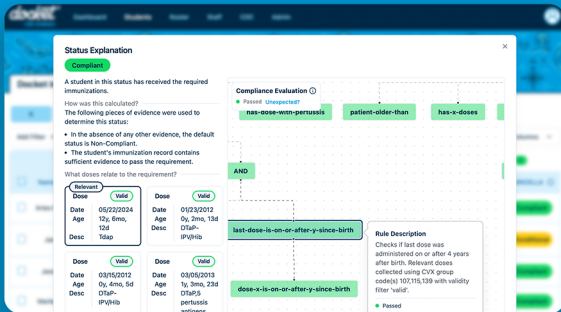 docket
Dashboard
Students
Roster
Staff
Admin
Status Explanation
×
Compliant
A student in this status has received the required
immunizations.
How was this calculated?
The following pieces of evidence were used to
determine this status:
• In the absence of any other evidence, the default
status is Non-Compliant.
• The student's immunization record contains
sufficient evidence to pass the requirement.
What doses relate to the requirement?
Relevant
Dose Valid
Date 05/22/2024
Age 12y, 6mo,
12d
Desc Tdap
Dose Valid
Date 01/23/2012
Age 0y, 2mo, 13d
Desc DTaP-
IPV/Hib
Dose Valid
Date 03/15/2012
Age 0y, 4mo, 5d
Desc DTaP-
IPV/Hib
Dose Valid
Date 03/05/2013
Age 1y, 3mo, 23d
Desc DTaP,5
pertussis
antigens
Compliance Evaluation
Passed Unexpected?
has-dose-with-pertussis
patient-older-than
has-x-doses
AND
last-dose-is-on-or-after-y-since-birth
dose-x-is-on-or-after-y-since-birth
Rule Description
Checks if last dose was
administered on or after 4 years
after birth. Relevant doses
collected using CVX group
code(s) 107,115,139 with validity
filter 'valid'.
Passed